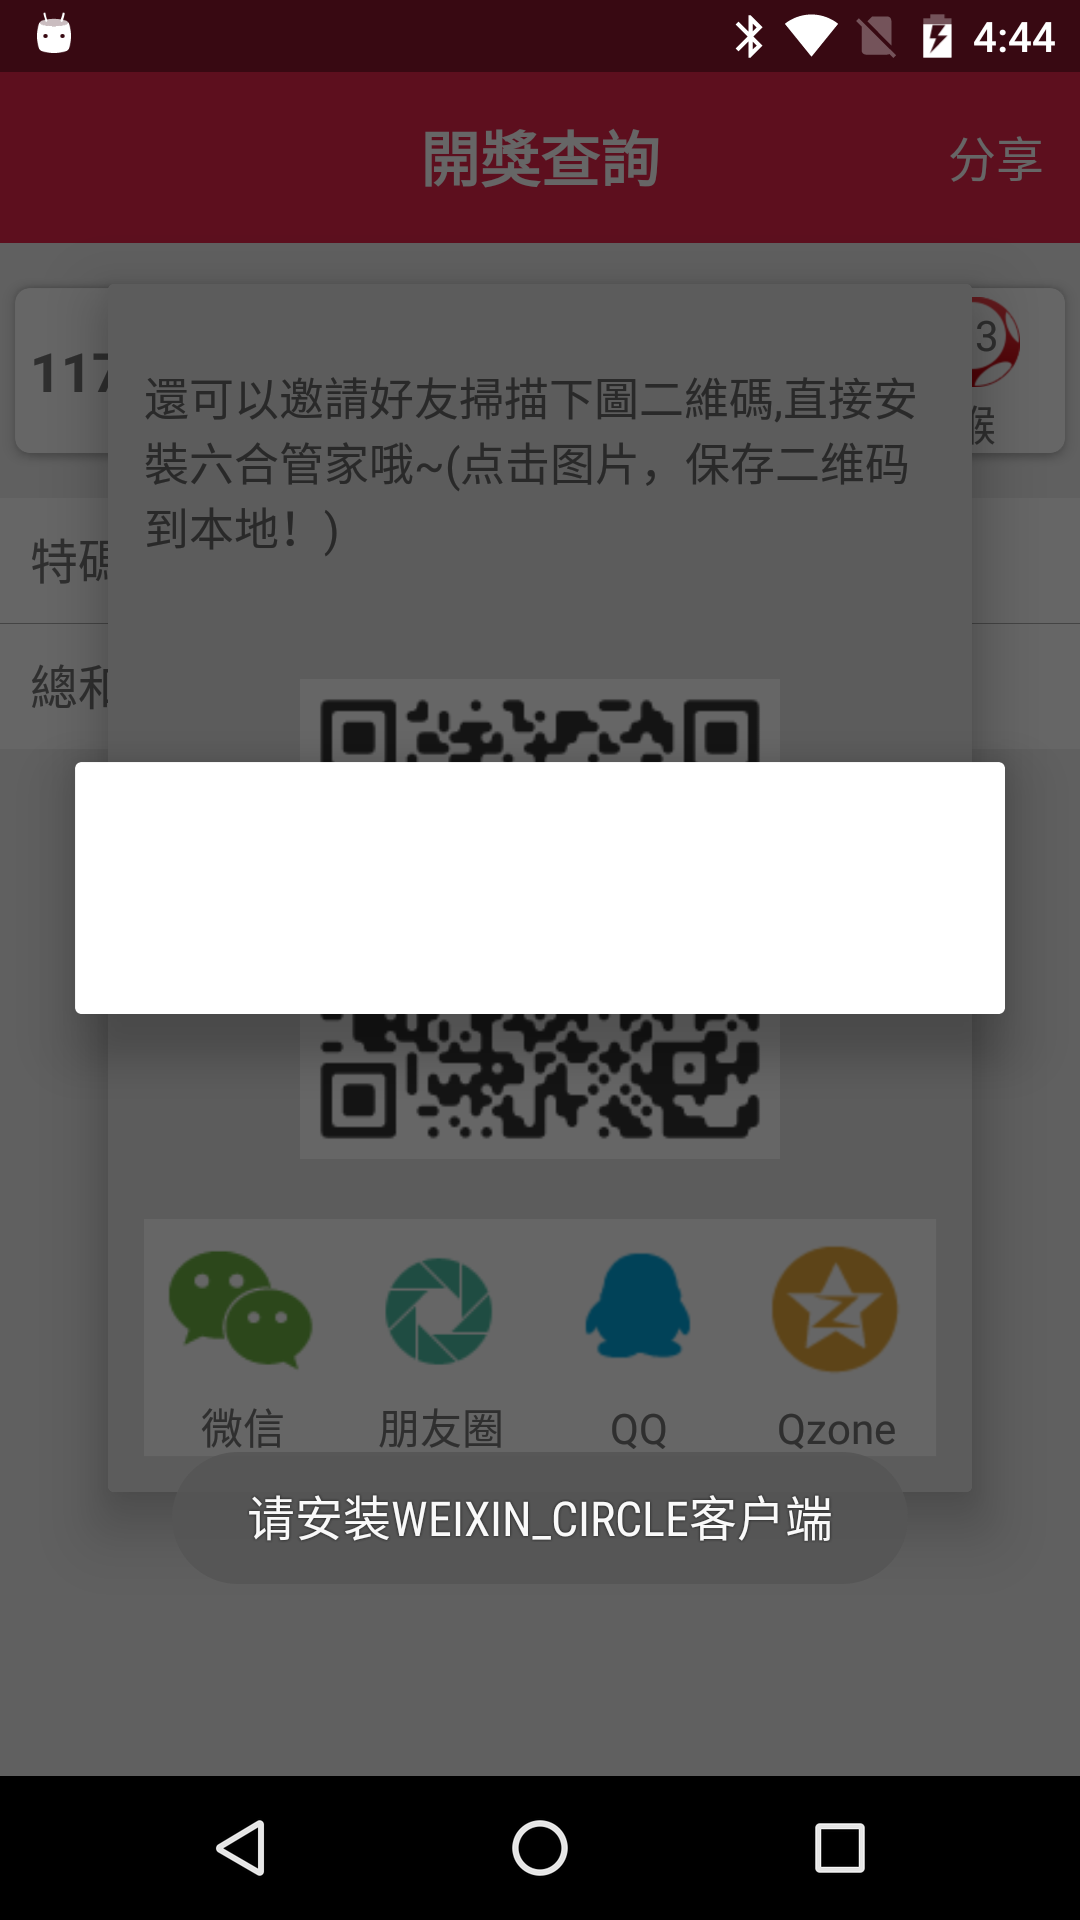 4:44
開獎查詢
分享
117
3
猴
還可以邀請好友掃描下圖二維碼,直接安
裝六合管家哦~(点击图片，保存二维码
到本地！)
特碼
總和
微信
朋友圈
QQ
Qzone
请安装WEIXIN_CIRCLE客户端